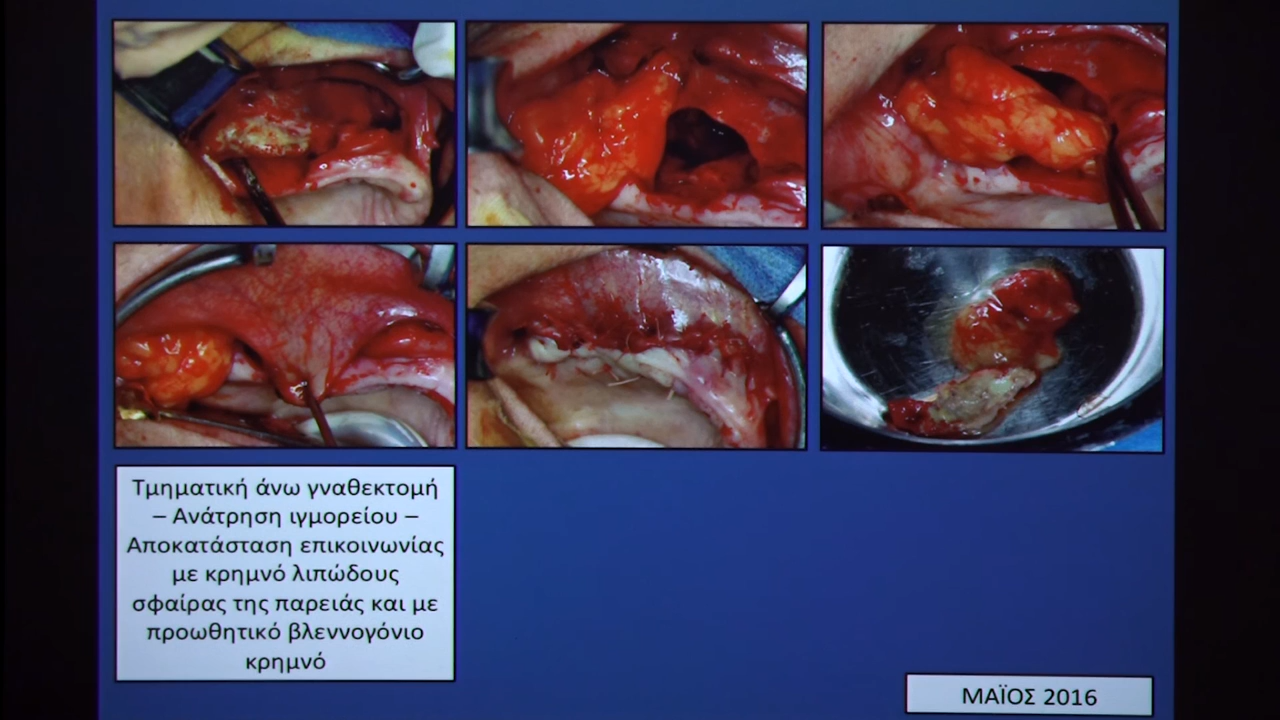 Τμηματική άνω γναθεκτομή
– Ανάτρηση ιγμορείου –
Αποκατάσταση επικοινωνίας
με κρημνό λιπώδους
σφαίρας της παρειάς και με
προωθητικό βλεννογόνιο
κρημνό
ΜΑΪΟΣ 2016